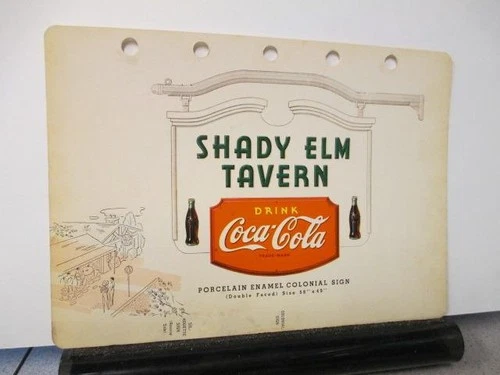 SHADY ELM
TAVERN
DRINK
Coca-Cola
TRADE-MARK
PORCELAIN ENAMEL COLONIAL SIGN